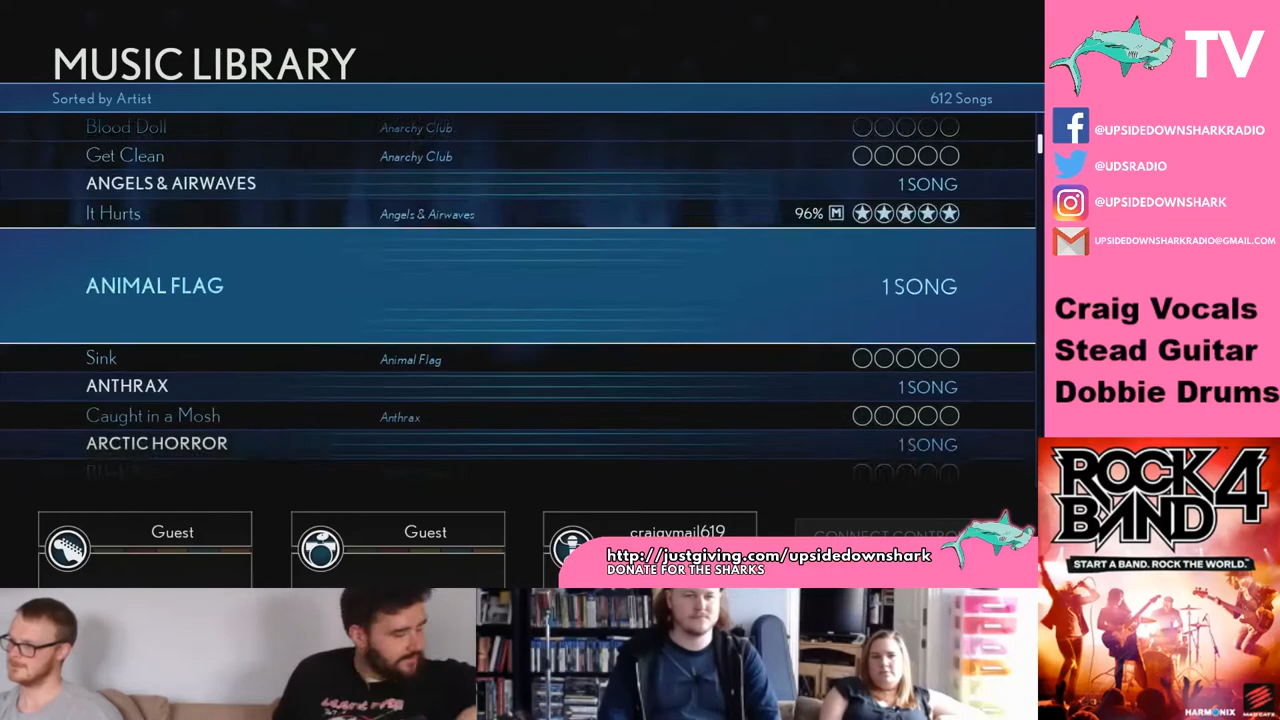 MUSIC LIBRARY
Sorted by Artist 612 Songs
Blood Doll Anarchy Club
Get Clean Anarchy Club
ANGELS & AIRWAVES 1 SONG
It Hurts Angels & Airwaves 96% M
ANIMAL FLAG 1 SONG
Sink Animal Flag
ANTHRAX 1 SONG
Caught in a Mosh Anthrax
ARCTIC HORROR 1 SONG
Guest
Guest
craigymail619
http://justgiving.com/upsidedownshark
DONATE FOR THE SHARKS
TV
@UPSIDEDOWNSHARKRADIO
@UDSRADIO
@UPSIDEDOWNSHARK
UPSIDEDOWNSHARKRADIO@GMAIL.COM
Craig Vocals
Stead Guitar
Dobbie Drums
ROCK
BAND 4
START A BAND. ROCK THE WORLD.™
HARMONIX
MAD CATZ